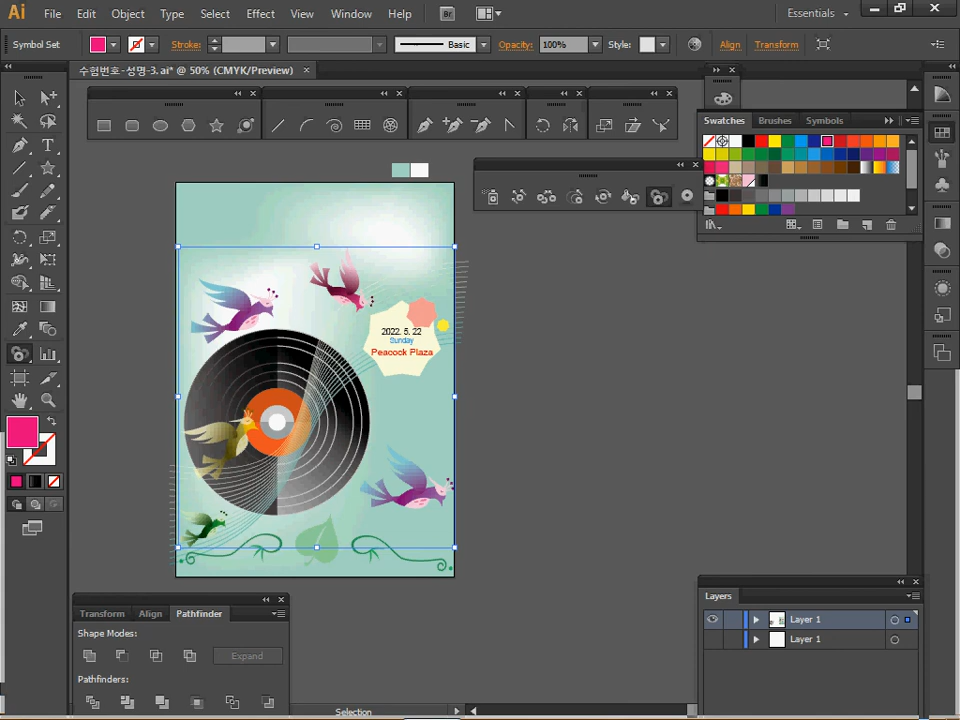 Ai File Edit Object Type Select Effect View Window Help Br Essentials
Symbol Set Stroke: Basic Opacity: 100% Style: Align Transform
수험번호-성명-3.ai* @ 50% (CMYK/Preview)
Swatches Brushes Symbols
2022. 5. 22
Sunday
Peacock Plaza
Transform Align Pathfinder
Shape Modes:
Expand
Pathfinders:
Layers
Layer 1
Layer 1
Selection